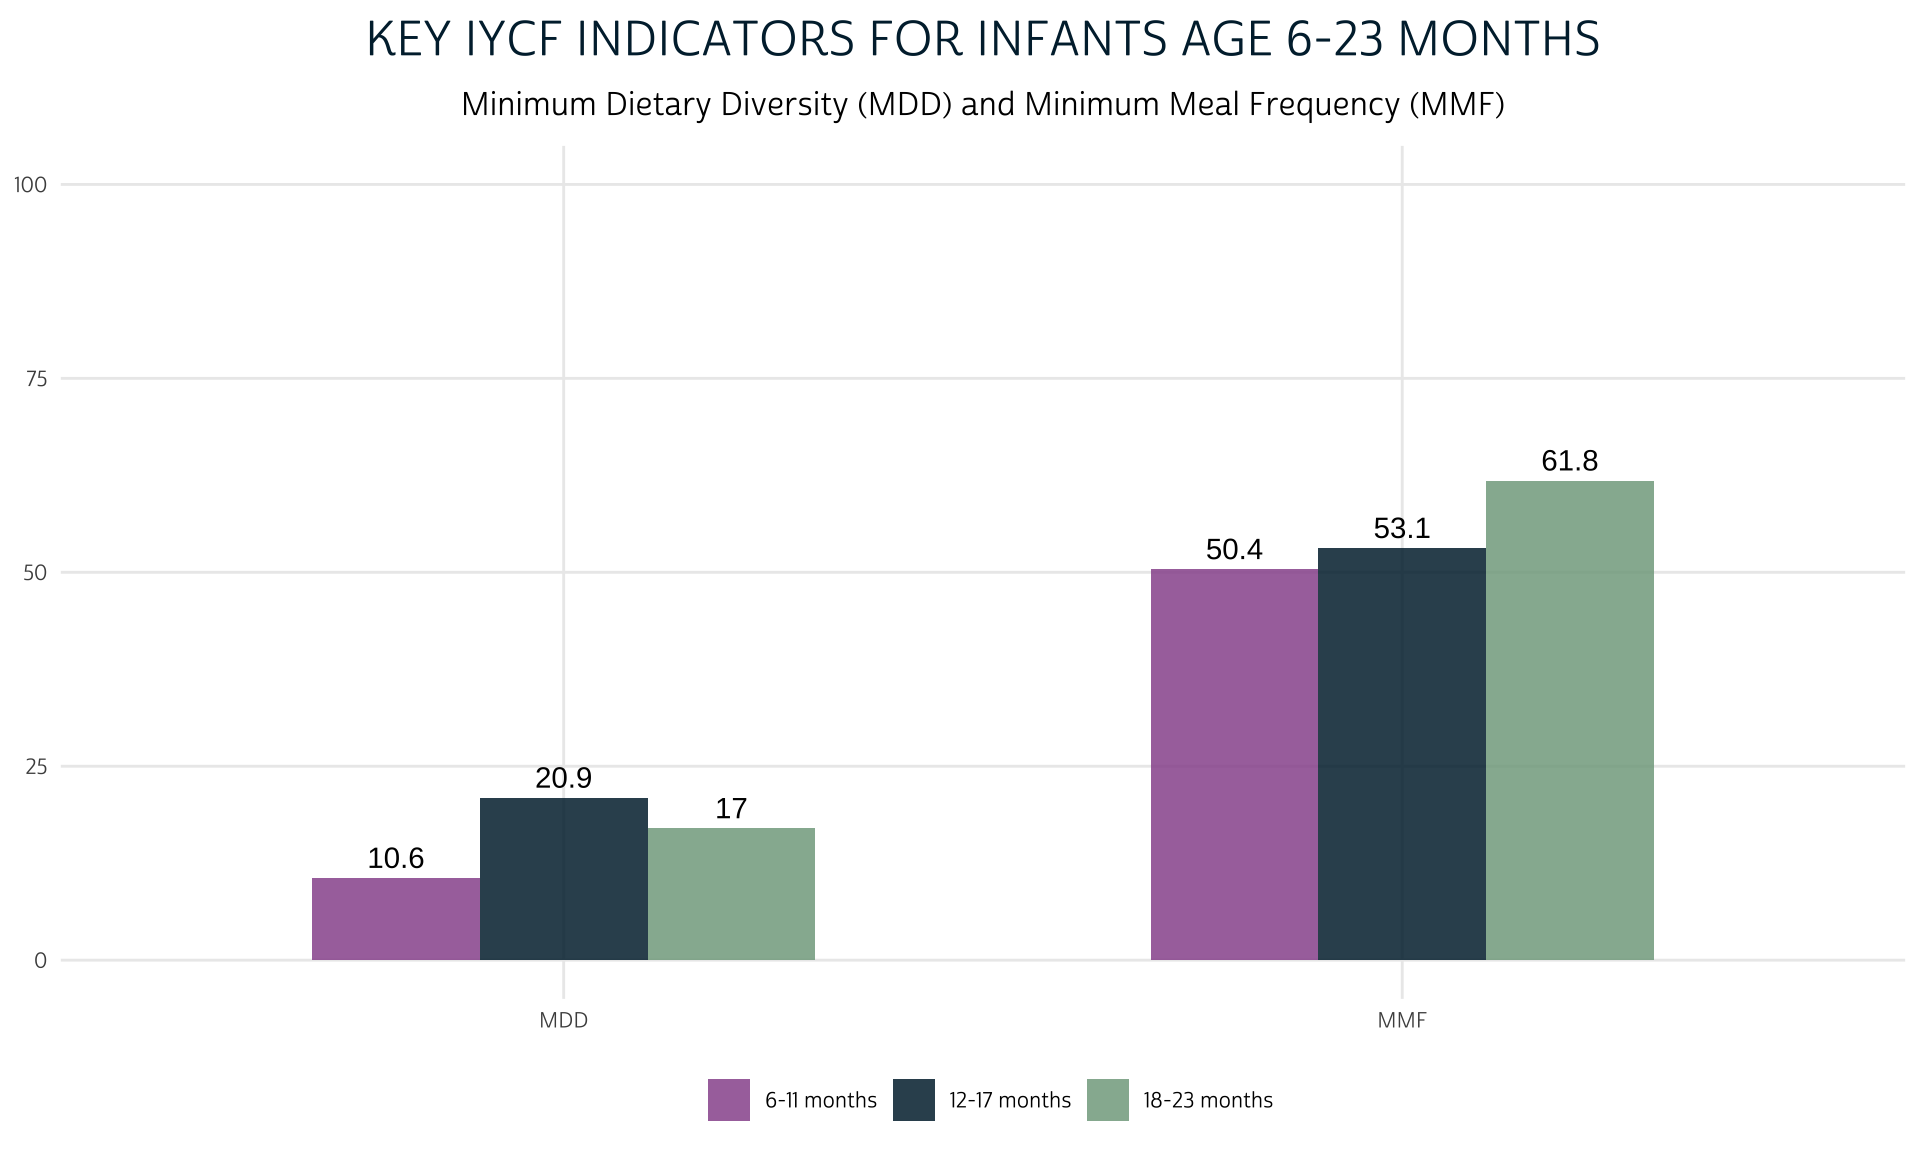 KEY IYCF INDICATORS FOR INFANTS AGE 6-23 MONTHS
Minimum Dietary Diversity (MDD) and Minimum Meal Frequency (MMF)
100
75
61.8
53.1
50.4
50
25
20.9
17
10.6
0
MDD MMF
6-11 months 12-17 months 18-23 months